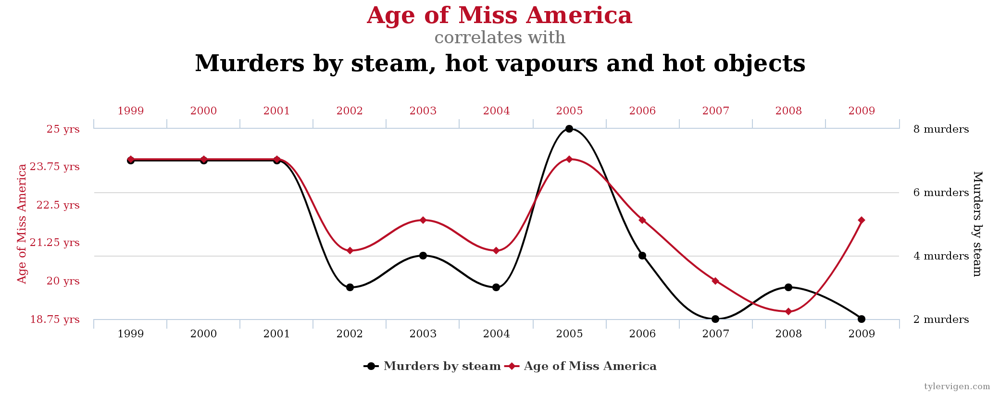 Age of Miss America
correlates with
Murders by steam, hot vapours and hot objects
1999 2000 2001 2002 2003 2004 2005 2006 2007 2008 2009
25 yrs
23.75 yrs
22.5 yrs
21.25 yrs
20 yrs
18.75 yrs
Age of Miss America
8 murders
6 murders
4 murders
2 murders
Murders by steam
1999 2000 2001 2002 2003 2004 2005 2006 2007 2008 2009
Murders by steam Age of Miss America
tylervigen.com